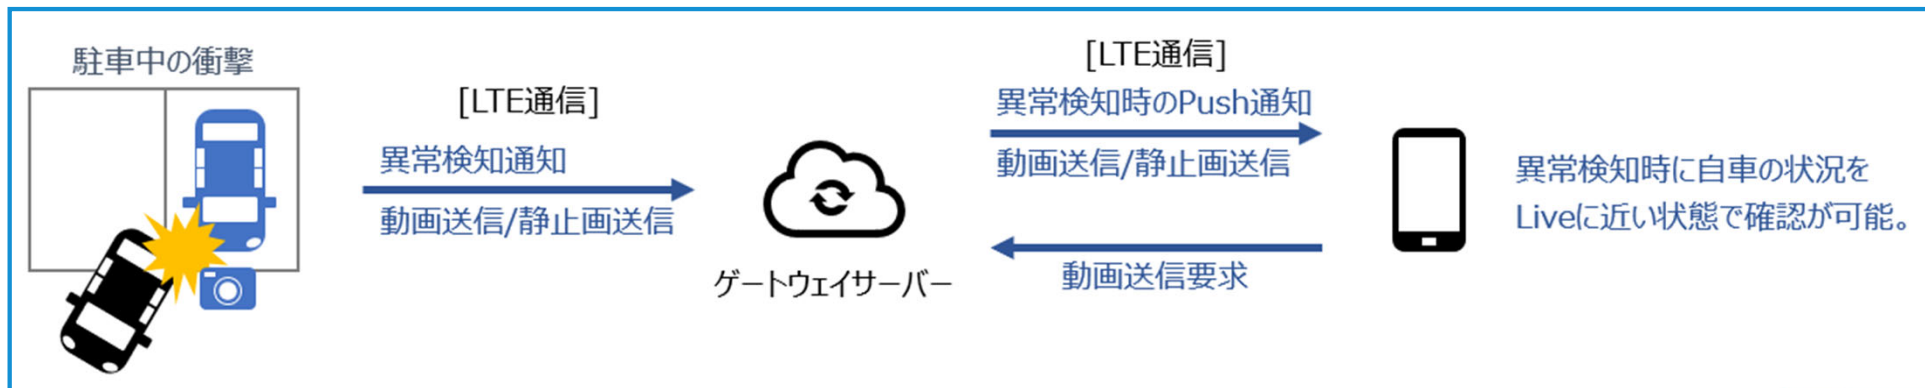 駐車中の衝撃
[LTE通信]
異常検知通知
動画送信/静止画送信
ゲートウェイサーバー
[LTE通信]
異常検知時のPush通知
動画送信/静止画送信
動画送信要求
異常検知時に自車の状況を
Liveに近い状態で確認が可能。